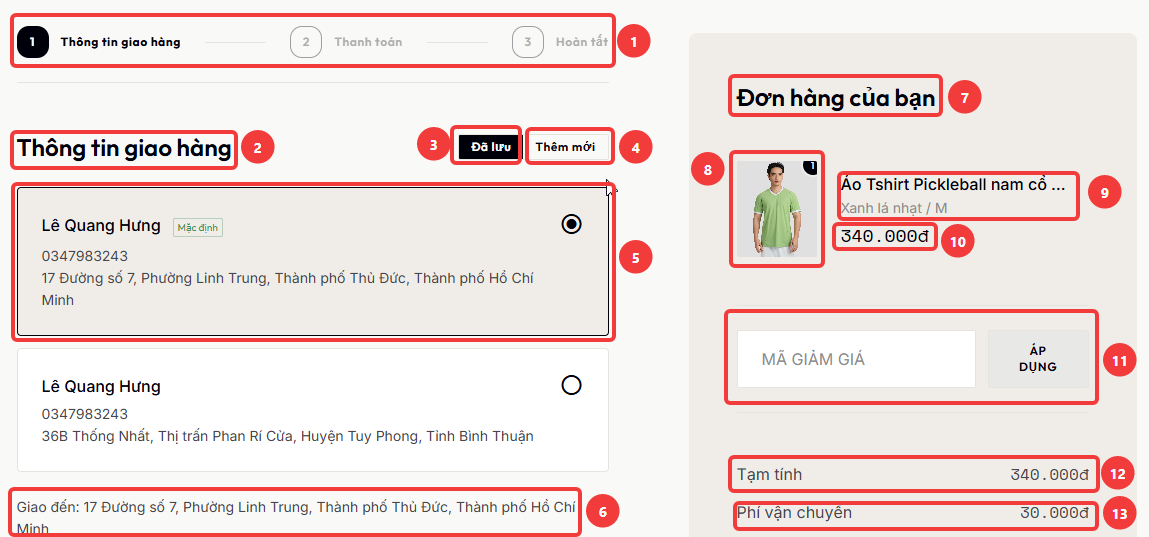 1 Thông tin giao hàng 2 Thanh toán 3 Hoàn tất 1
Thông tin giao hàng 2
3 Đã lưu Thêm mới 4
Lê Quang Hưng Mặc định
0347983243
17 Đường số 7, Phường Linh Trung, Thành phố Thủ Đức, Thành phố Hồ Chí
Minh
5
Lê Quang Hưng
0347983243
36B Thống Nhất, Thị trấn Phan Rí Cửa, Huyện Tuy Phong, Tỉnh Bình Thuận
Giao đến: 17 Đường số 7, Phường Linh Trung, Thành phố Thủ Đức, Thành phố Hồ Chí
Minh
6
Đơn hàng của bạn 7
8 1
Áo Tshirt Pickleball nam cổ ...
Xanh lá nhạt / M
9
340.000đ 10
MÃ GIẢM GIÁ
ÁP
DỤNG
11
Tạm tính 340.000đ 12
Phí vận chuyên 30.000đ 13